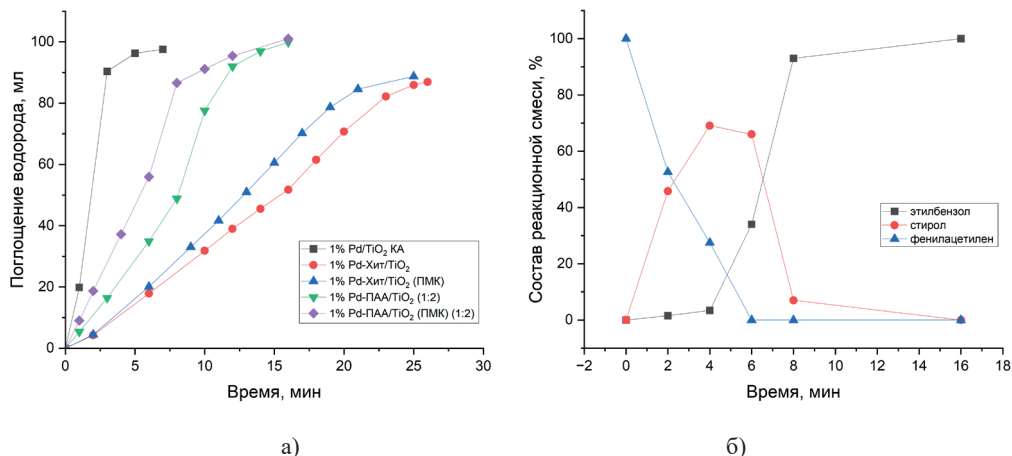 а)
Поглощение водорода, мл
100
80
60
40
20
0
0 5 10 15 20 25 30
Время, мин
1% Pd/TiO₂ КА
1% Pd-Хит/TiO₂
1% Pd-Хит/TiO₂ (ПМК)
1% Pd-ПАА/TiO₂ (1:2)
1% Pd-ПАА/TiO₂ (ПМК) (1:2)
б)
Состав реакционной смеси, %
100
80
60
40
20
0
−2 0 2 4 6 8 10 12 14 16 18
Время, мин
этилбензол
стирол
фенилацетилен